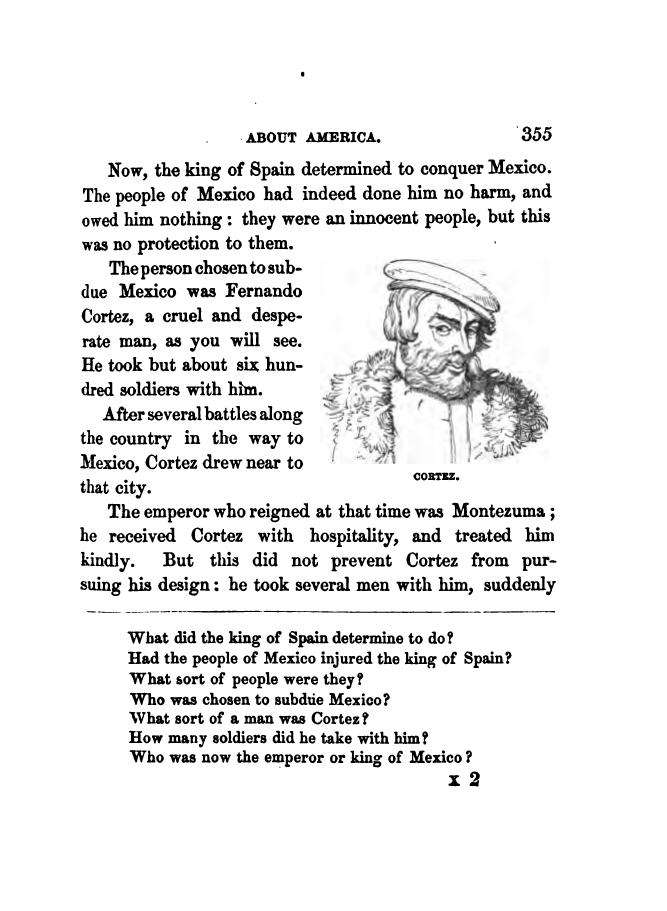 ABOUT AMERICA. 355
Now, the king of Spain determined to conquer Mexico.
The people of Mexico had indeed done him no harm, and
owed him nothing : they were an innocent people, but this
was no protection to them.
The person chosen to sub-
due Mexico was Fernando
Cortez, a cruel and despe-
rate man, as you will see.
He took but about six hun-
dred soldiers with him.
After several battles along
the country in the way to
Mexico, Cortez drew near to
that city.
CORTEZ.
The emperor who reigned at that time was Montezuma ;
he received Cortez with hospitality, and treated him
kindly. But this did not prevent Cortez from pur-
suing his design : he took several men with him, suddenly
What did the king of Spain determine to do?
Had the people of Mexico injured the king of Spain?
What sort of people were they?
Who was chosen to subdue Mexico?
What sort of a man was Cortez?
How many soldiers did he take with him?
Who was now the emperor or king of Mexico?
X 2